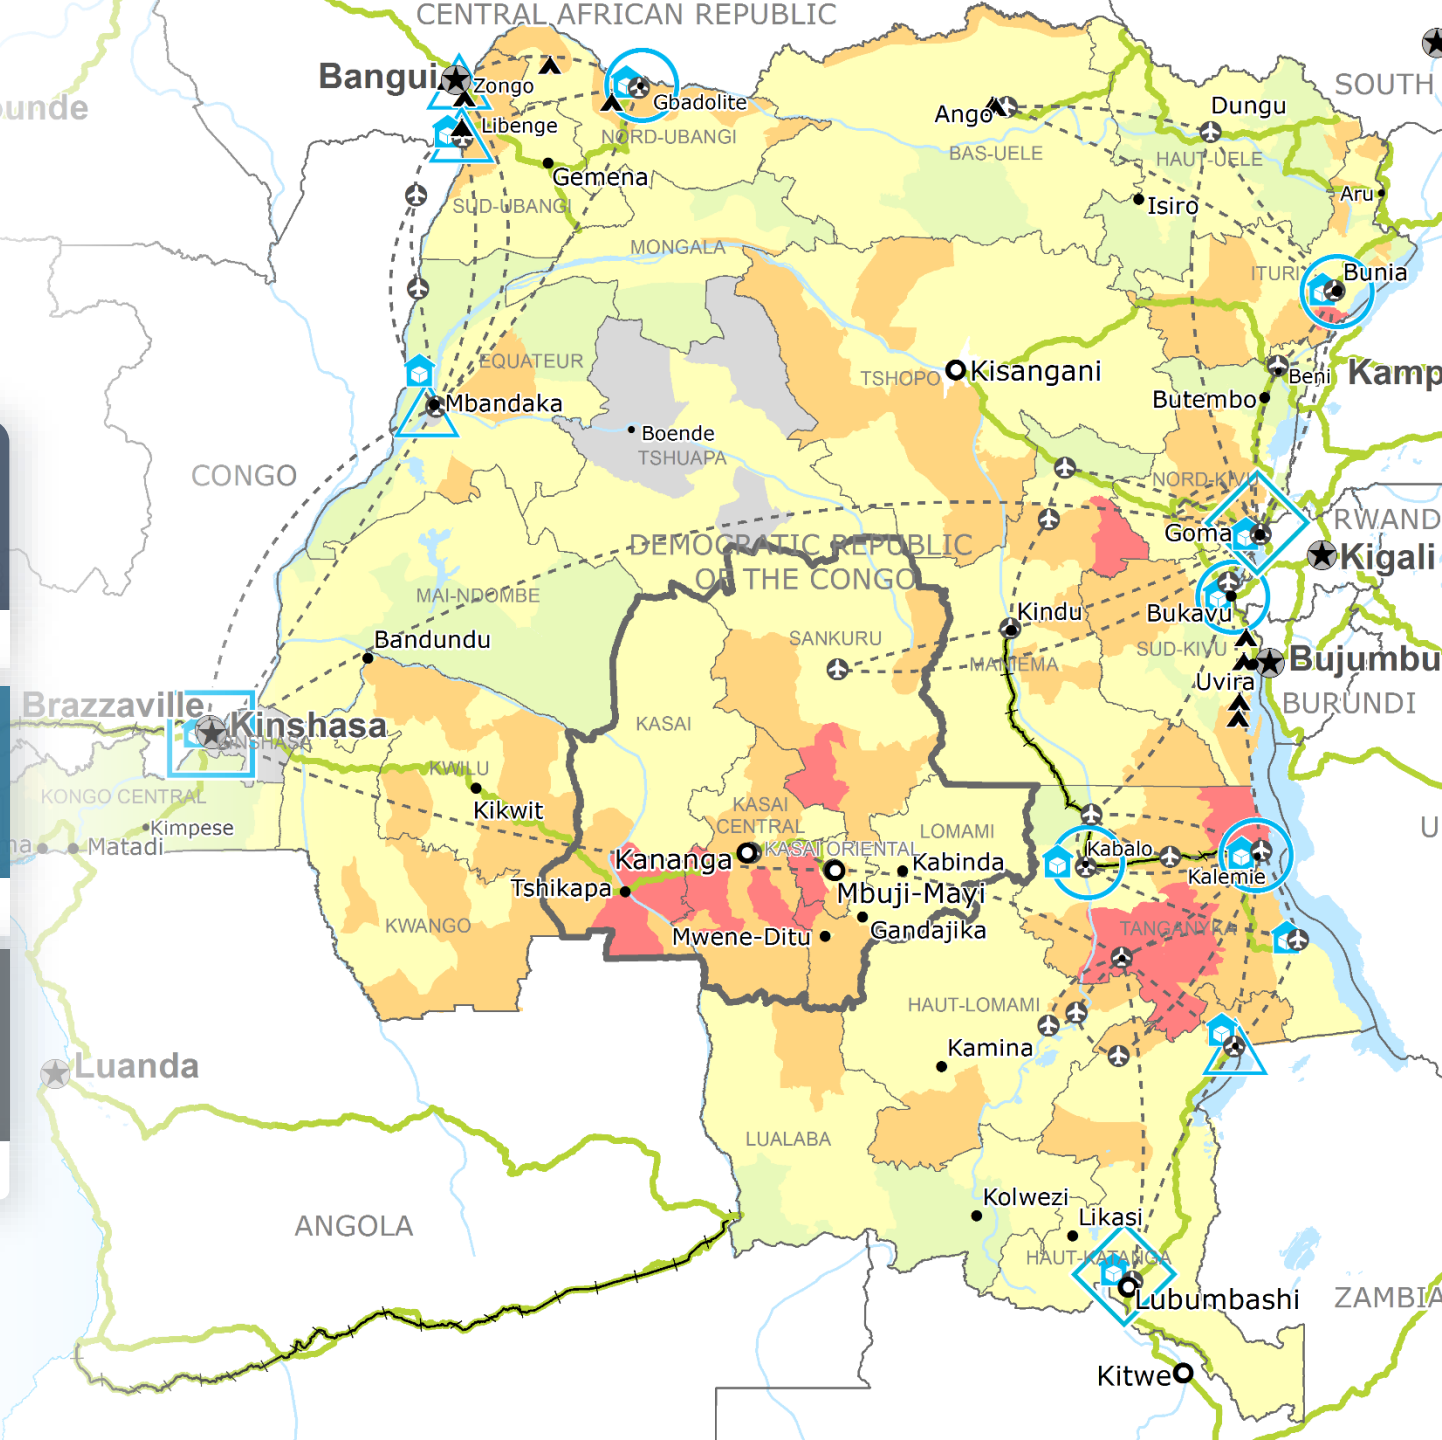 CENTRAL AFRICAN REPUBLIC
Bangui
Zongo
Gbadolite
SOUTH
Ango
Dungu
Libenge
NORD-UBANGI
BAS-UELE
HAUT-UELE
Gemena
SUD-UBANGI
Isiro
Aru
MONGALA
ITURI
Bunia
EQUATEUR
TSHOPO
Kisangani
Beni
Kamp
Butembo
Mbandaka
Boende
TSHUAPA
CONGO
NORD-KIVU
RWAND
Goma
Kigali
DEMOCRATIC REPUBLIC
OF THE CONGO
MAI-NDOMBE
Bukavu
Kindu
Bandundu
SANKURU
SUD-KIVU
MANIEMA
Bujumbu
Uvira
BURUNDI
Brazzaville
Kinshasa
KINSHASA
KASAI
KWILU
KONGO CENTRAL
Kikwit
KASAI
CENTRAL
LOMAMI
U
Kimpese
Matadi
KASAI ORIENTAL
Kananga
Kabinda
Kabalo
Kalemie
Tshikapa
Mbuji-Mayi
KWANGO
Mwene-Ditu
Gandajika
TANGANYKA
HAUT-LOMAMI
Kamina
Luanda
LUALABA
Kolwezi
Likasi
ANGOLA
HAUT-KATANGA
Lubumbashi
ZAMBIA
Kitwe